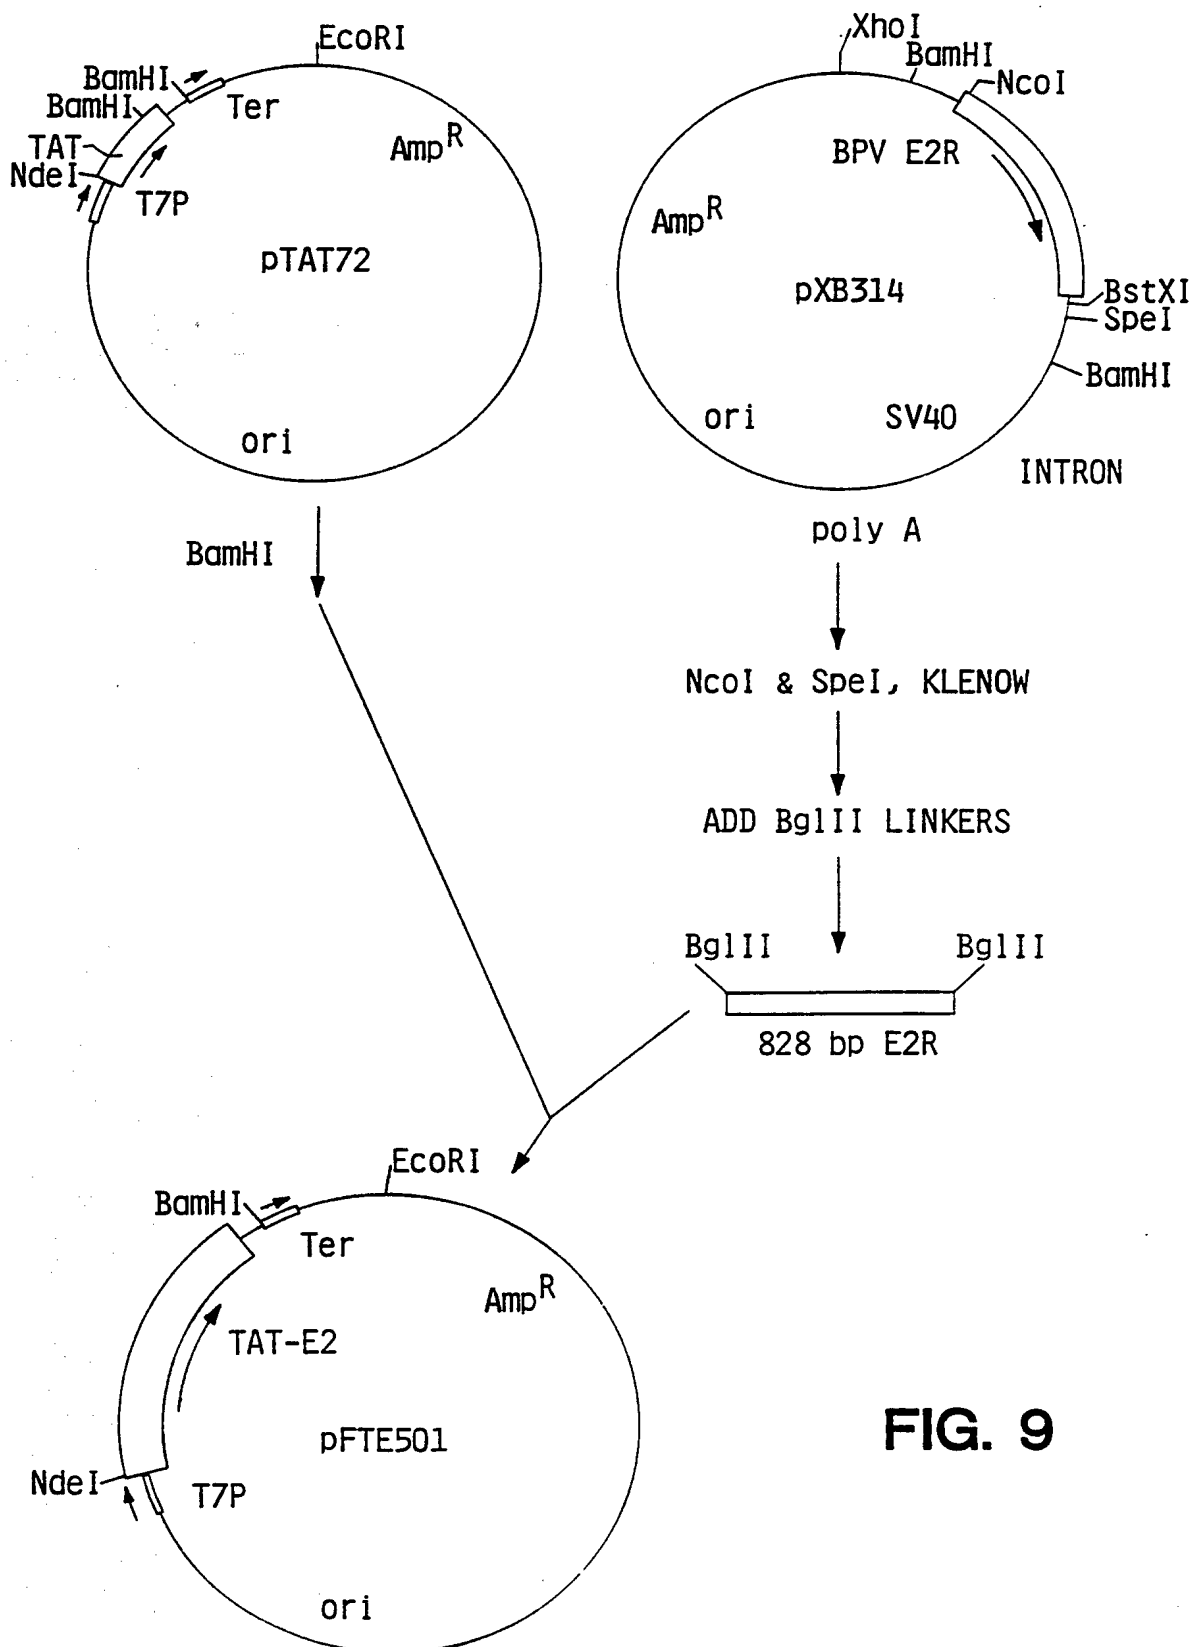 EcoRI
BamHI
BamHI
Ter
TAT
NdeI
T7P
AmpR
pTAT72
ori
XhoI
BamHI
NcoI
BPV E2R
AmpR
pXB314
BstXI
SpeI
BamHI
ori
SV40
INTRON
poly A
BamHI
NcoI & SpeI, KLENOW
ADD BglII LINKERS
BglII
BglII
828 bp E2R
EcoRI
BamHI
Ter
AmpR
TAT-E2
pFTE501
NdeI
T7P
ori
FIG. 9